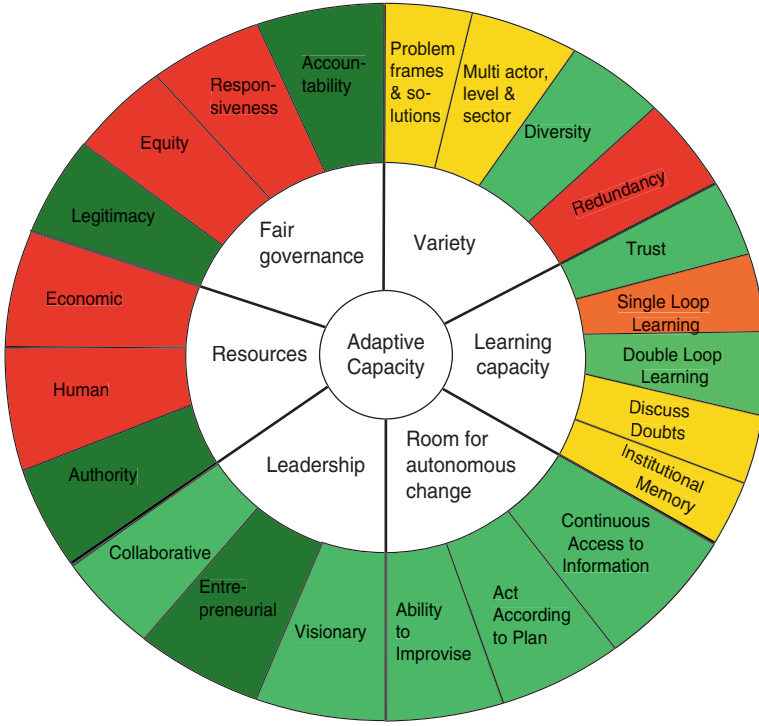 Problem
frames
& so-
lutions
Multi actor,
level &
sector
Diversity
Redundancy
Trust
Single Loop
Learning
Double Loop
Learning
Discuss
Doubts
Institutional
Memory
Continuous
Access to
Information
Act
According
to Plan
Ability
to
Improvise
Visionary
Entre-
preneurial
Collaborative
Authority
Human
Economic
Legitimacy
Equity
Respon-
siveness
Accoun-
tability
Fair
governance
Variety
Learning
capacity
Room for
autonomous
change
Leadership
Resources
Adaptive
Capacity